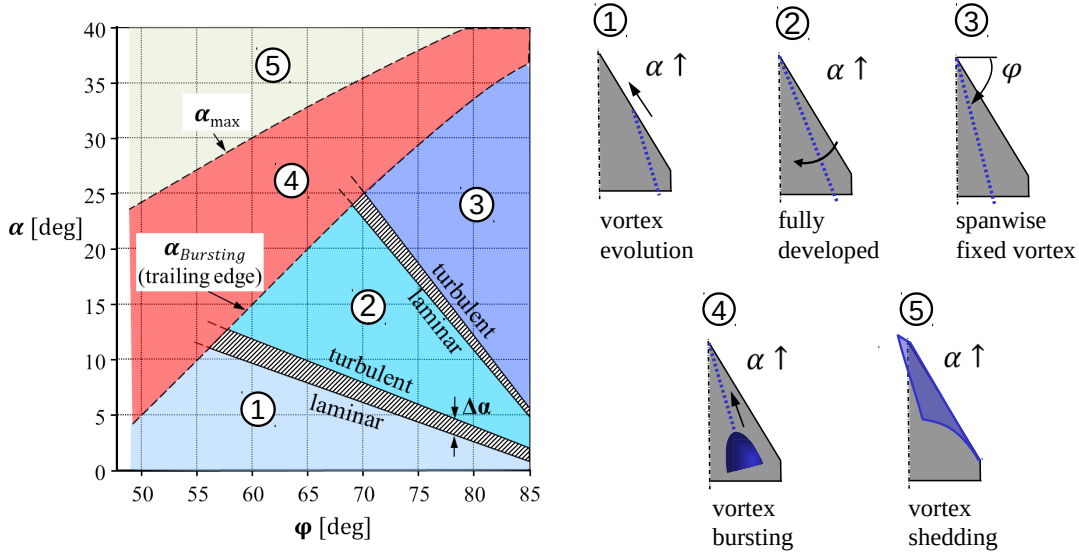 40
35
30
25
20
15
10
5
0
α [deg]
50 55 60 65 70 75 80 85
φ [deg]
⑤
α_max
④
③
α_Bursting
(trailing edge)
②
turbulent
laminar
turbulent
laminar
①
Δα
①
α ↑
vortex
evolution
②
α ↑
fully
developed
③
φ
spanwise
fixed vortex
④
α ↑
vortex
bursting
⑤
α ↑
vortex
shedding